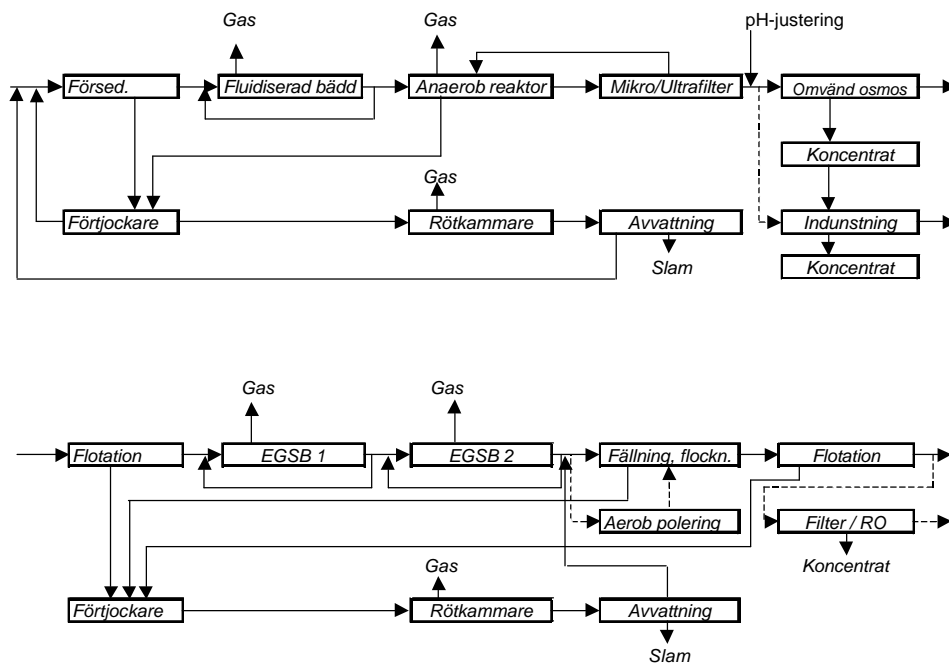 Gas
Gas
pH-justering
Försed.
Fluidiserad bädd
Anaerob reaktor
Mikro/Ultrafilter
Omvänd osmos
Koncentrat
Gas
Förtjockare
Rötkammare
Avvattning
Indunstning
Slam
Koncentrat
Gas
Gas
Flotation
EGSB 1
EGSB 2
Fällning, flockn.
Flotation
Aerob polering
Filter / RO
Gas
Koncentrat
Förtjockare
Rötkammare
Avvattning
Slam